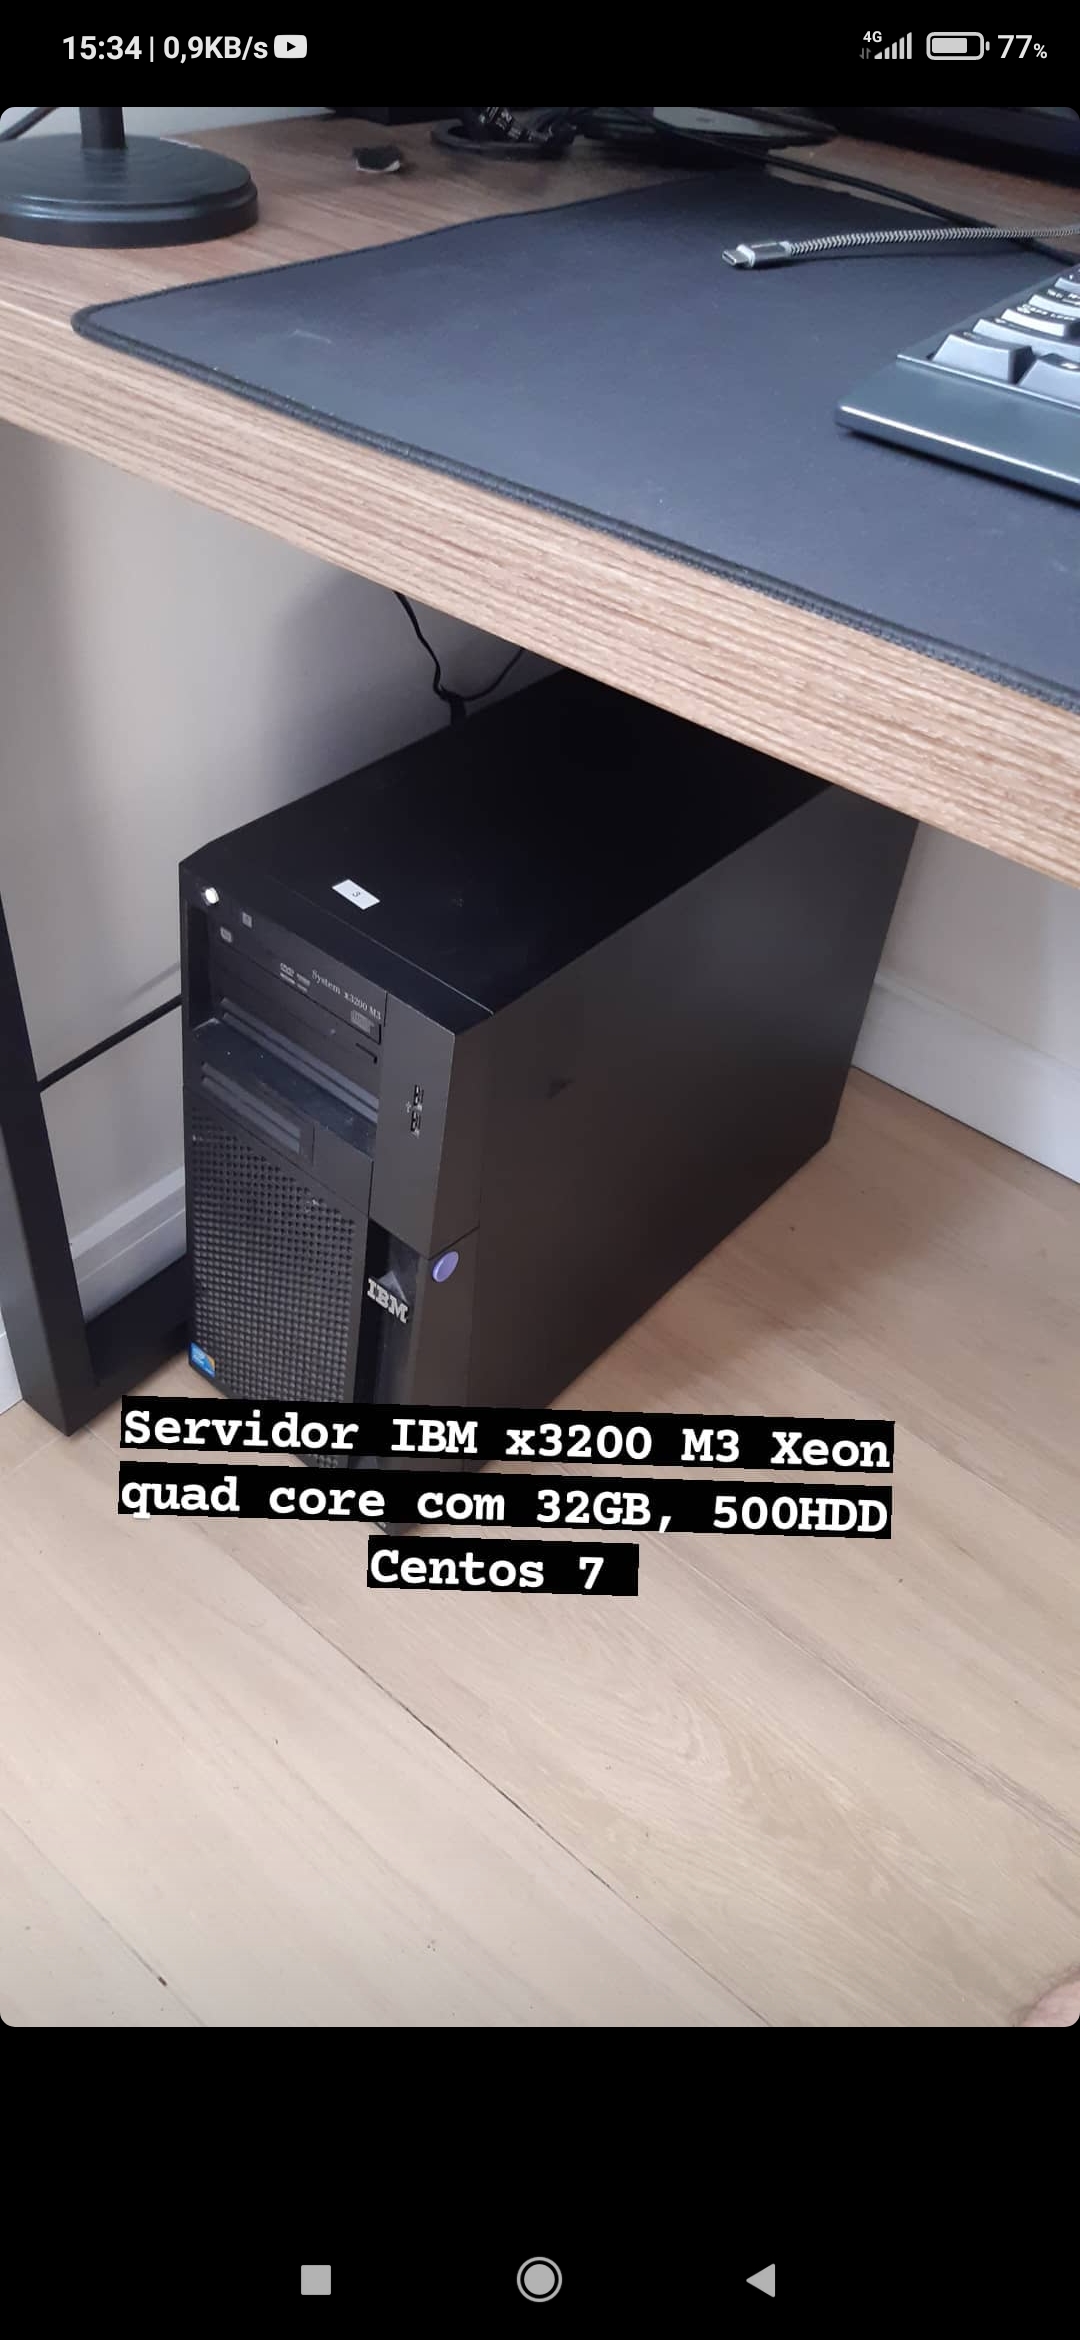 15:34 | 0,9KB/s
4G
77%
3
System x3200 M3
IBM
Servidor IBM x3200 M3 Xeon
quad core com 32GB, 500HDD
Centos 7